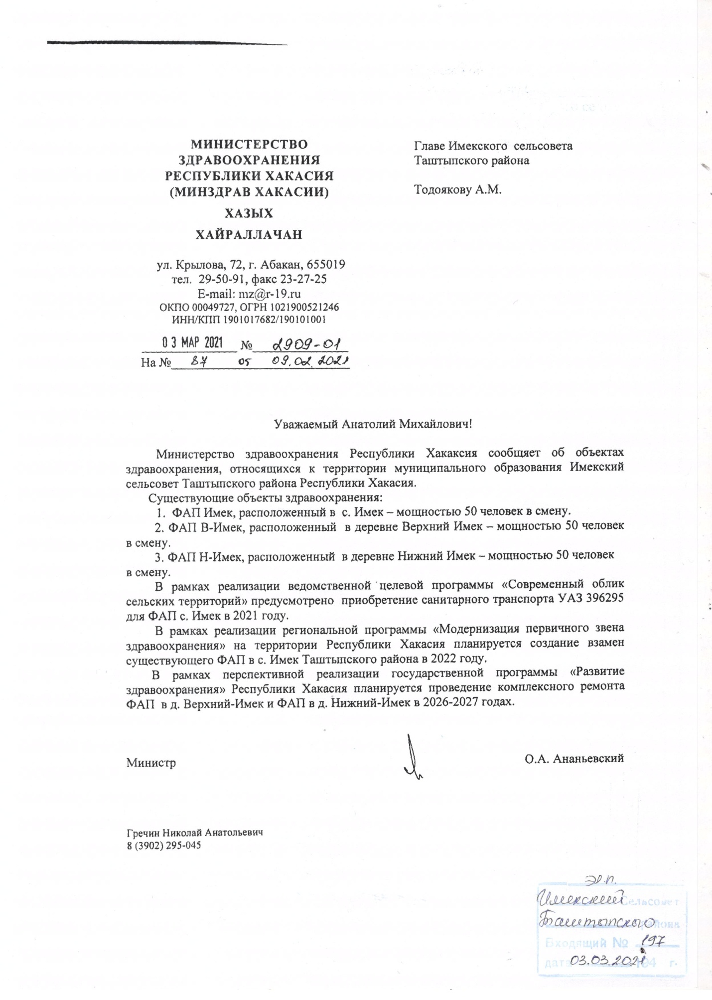 МИНИСТЕРСТВО
ЗДРАВООХРАНЕНИЯ
РЕСПУБЛИКИ ХАКАСИЯ
(МИНЗДРАВ ХАКАСИИ)
ХАЗЫХ
ХАЙРАЛЛАЧАН
ул. Крылова, 72, г. Абакан, 655019
тел. 29-50-91, факс 23-27-25
E-mail: mz@r-19.ru
ОКПО 00049727, ОГРН 1021900521246
ИНН/КПП 1901017682/190101001
03 МАР 2021 № 2909-01
На № 87 от 09.02.2021
Главе Имекского сельсовета
Таштыпского района
Тодоякову А.М.
Уважаемый Анатолий Михайлович!
Министерство здравоохранения Республики Хакаксия сообщяет об объектах
здравоохранения, относящихся к территории муниципального образования Имекский
сельсовет Таштыпского района Республики Хакасия.
Существующие объекты здравоохранения:
1. ФАП Имек, расположенный в с. Имек – мощностью 50 человек в смену.
2. ФАП В-Имек, расположенный в деревне Верхний Имек – мощностью 50 человек
в смену.
3. ФАП Н-Имек, расположенный в деревне Нижний Имек – мощностью 50 человек
в смену.
В рамках реализации ведомственной целевой программы «Современный облик
сельских территорий» предусмотрено приобретение санитарного транспорта УАЗ 396295
для ФАП с. Имек в 2021 году.
В рамках реализации региональной программы «Модернизация первичного звена
здравоохранения» на территории Республики Хакасия планируется создание взамен
существующего ФАП в с. Имек Таштыпского района в 2022 году.
В рамках перспективной реализации государственной программы «Развитие
здравоохранения» Республики Хакасия планируется проведение комплексного ремонта
ФАП в д. Верхний-Имек и ФАП в д. Нижний-Имек в 2026-2027 годах.
Министр
О.А. Ананьевский
Гречин Николай Анатольевич
8 (3902) 295-045
эл.п.
Имекский Сельсовет
Таштыпского района
Входящий № 197
дата 03.03.2021 г.